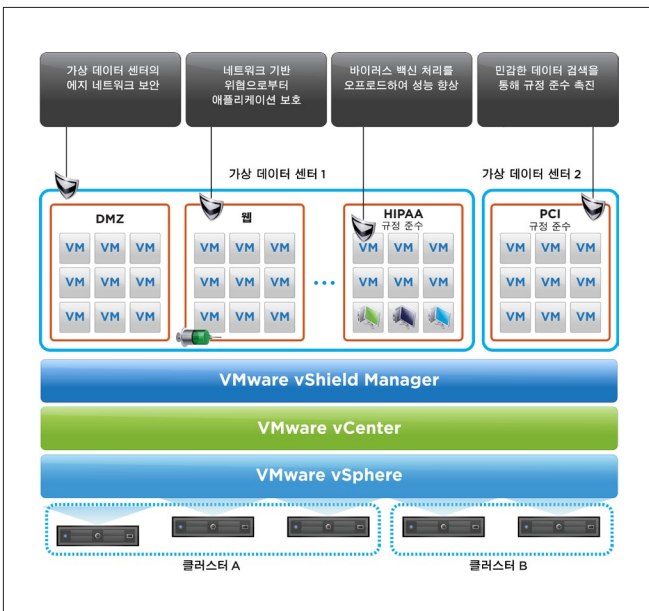 가상 데이터 센터의
에지 네트워크 보안
네트워크 기반
위협으로부터
애플리케이션 보호
바이러스 백신 처리를
오프로드하여 성능 향상
민감한 데이터 검색을
통해 규정 준수 촉진
가상 데이터 센터 1
가상 데이터 센터 2
DMZ
VM VM VM
VM VM VM
VM VM VM
웹
VM VM VM
VM VM VM
VM VM VM
...
HIPAA
규정 준수
VM VM VM
VM VM VM
PCI
규정 준수
VM VM VM
VM VM VM
VM VM VM
VMware vShield Manager
VMware vCenter
VMware vSphere
클러스터 A
클러스터 B